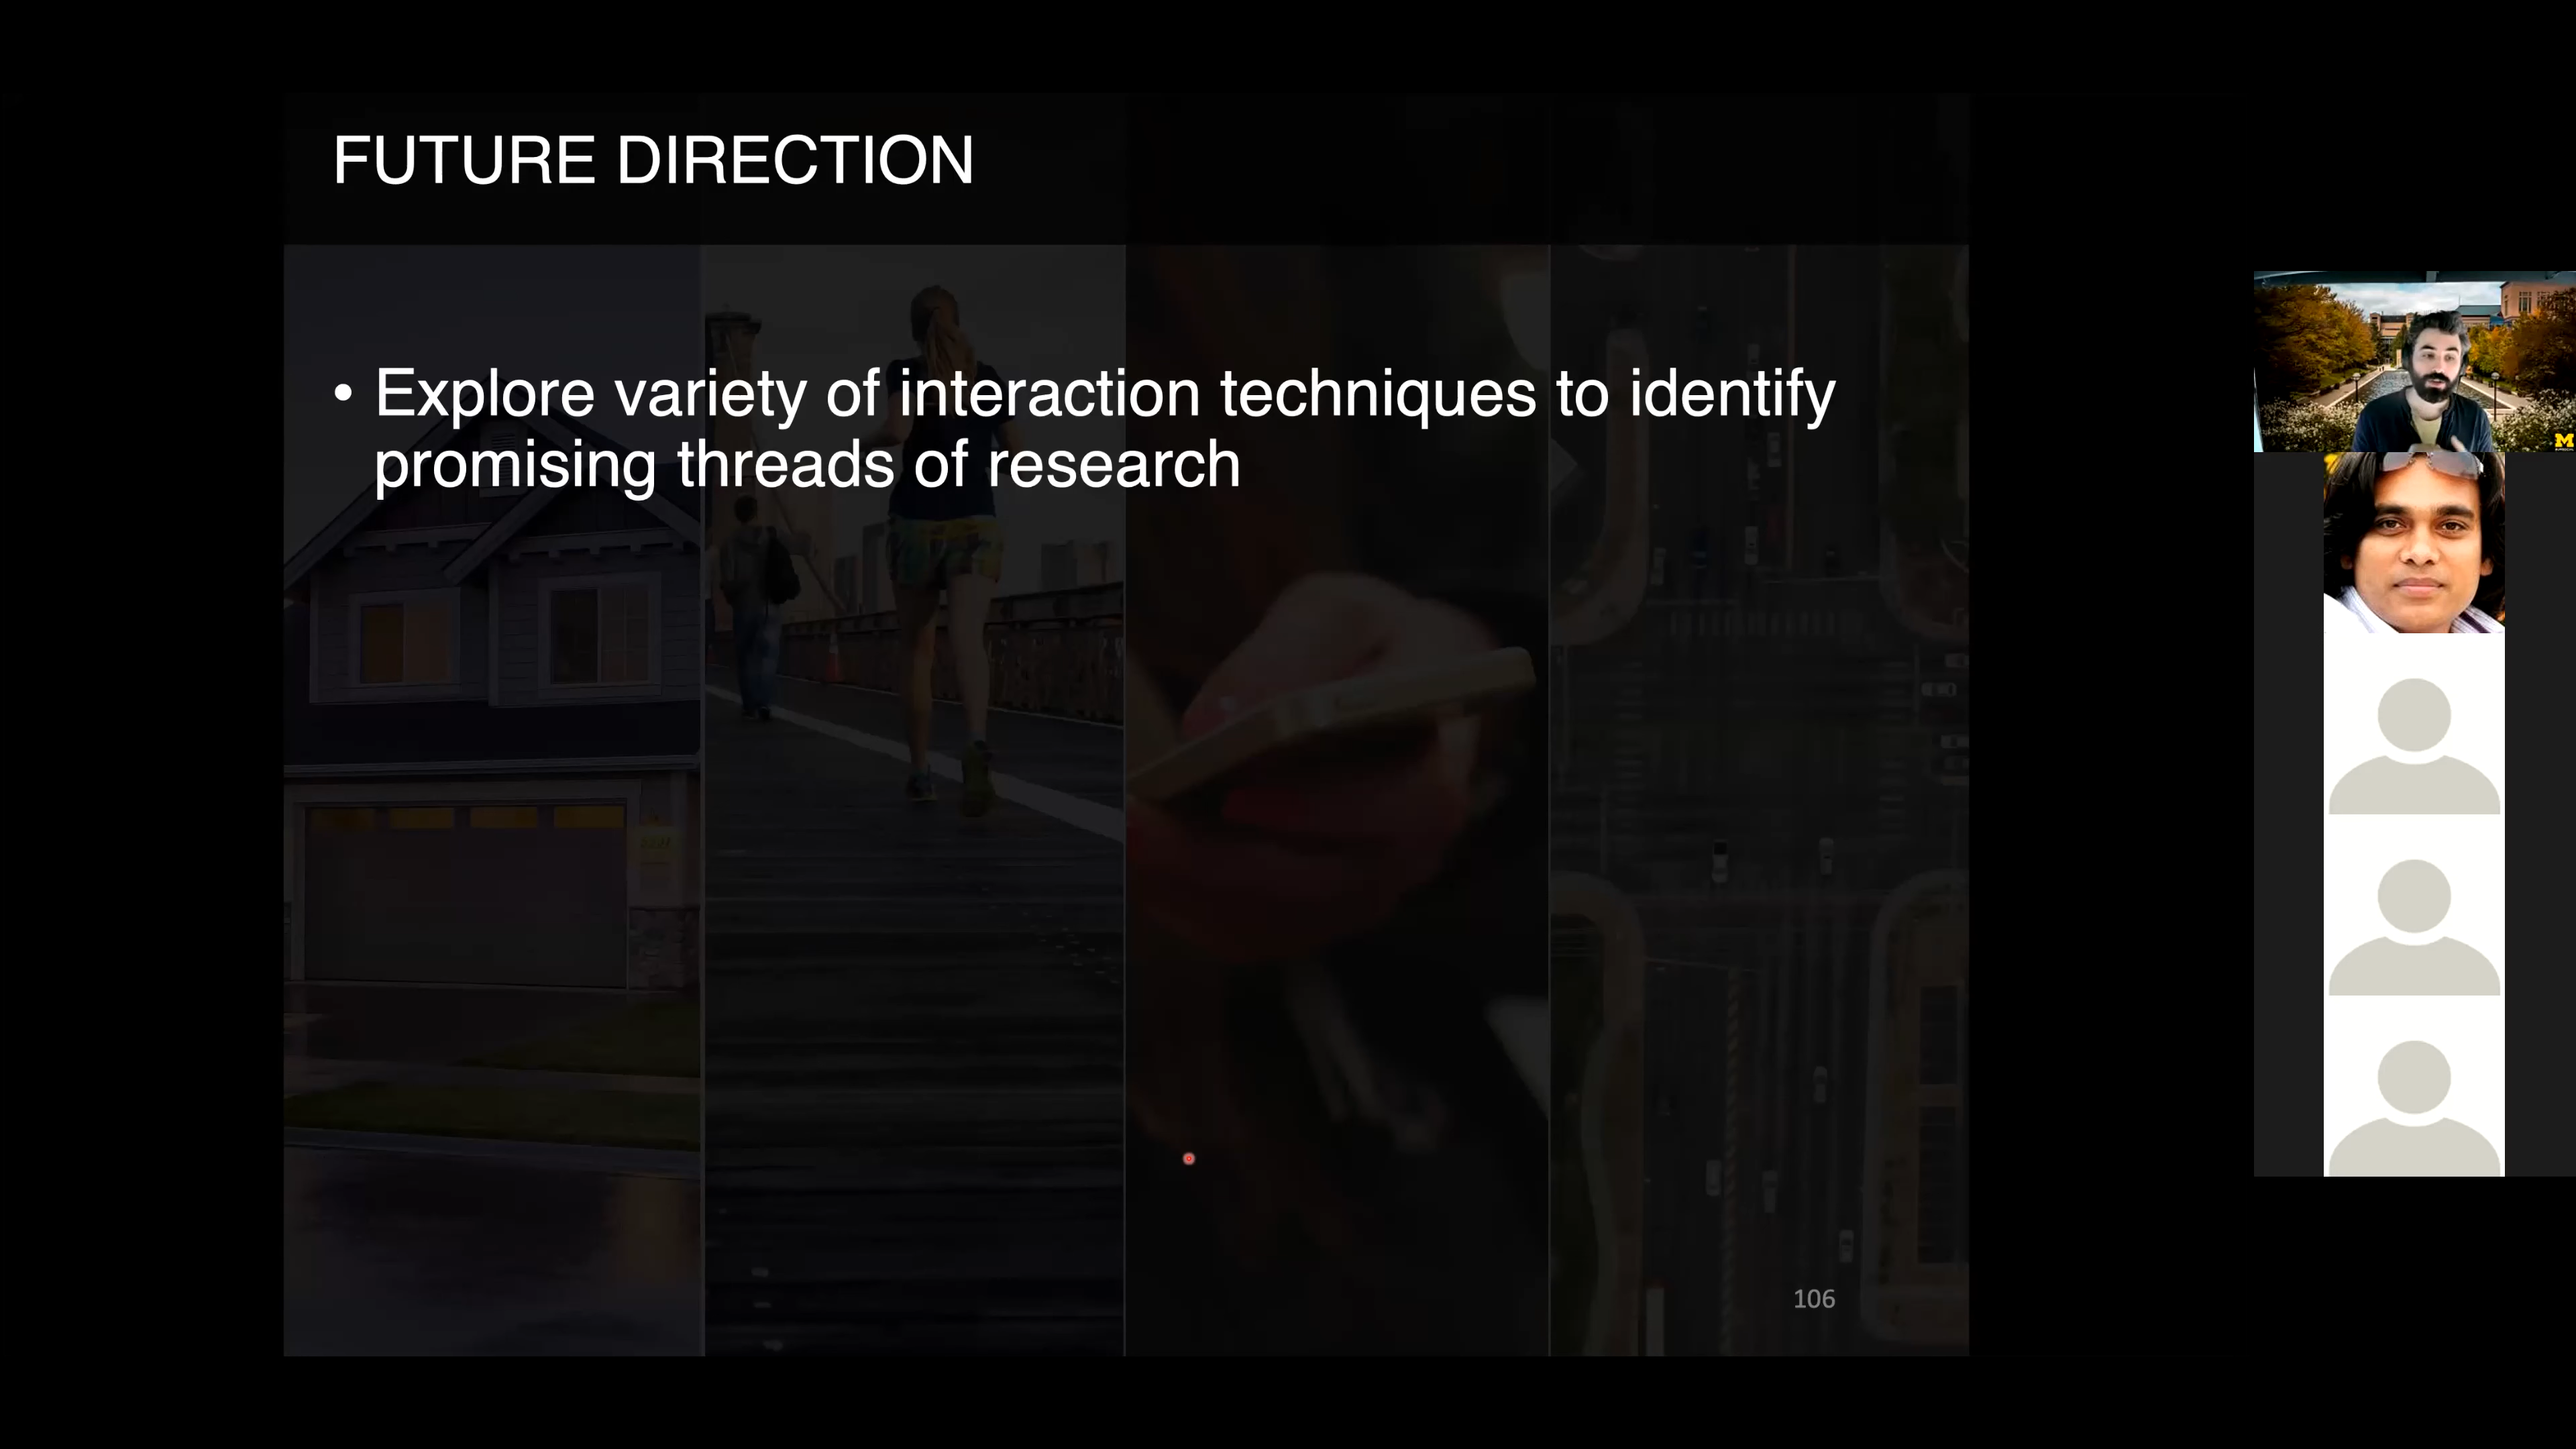 FUTURE DIRECTION
• Explore variety of interaction techniques to identify
promising threads of research
M
106